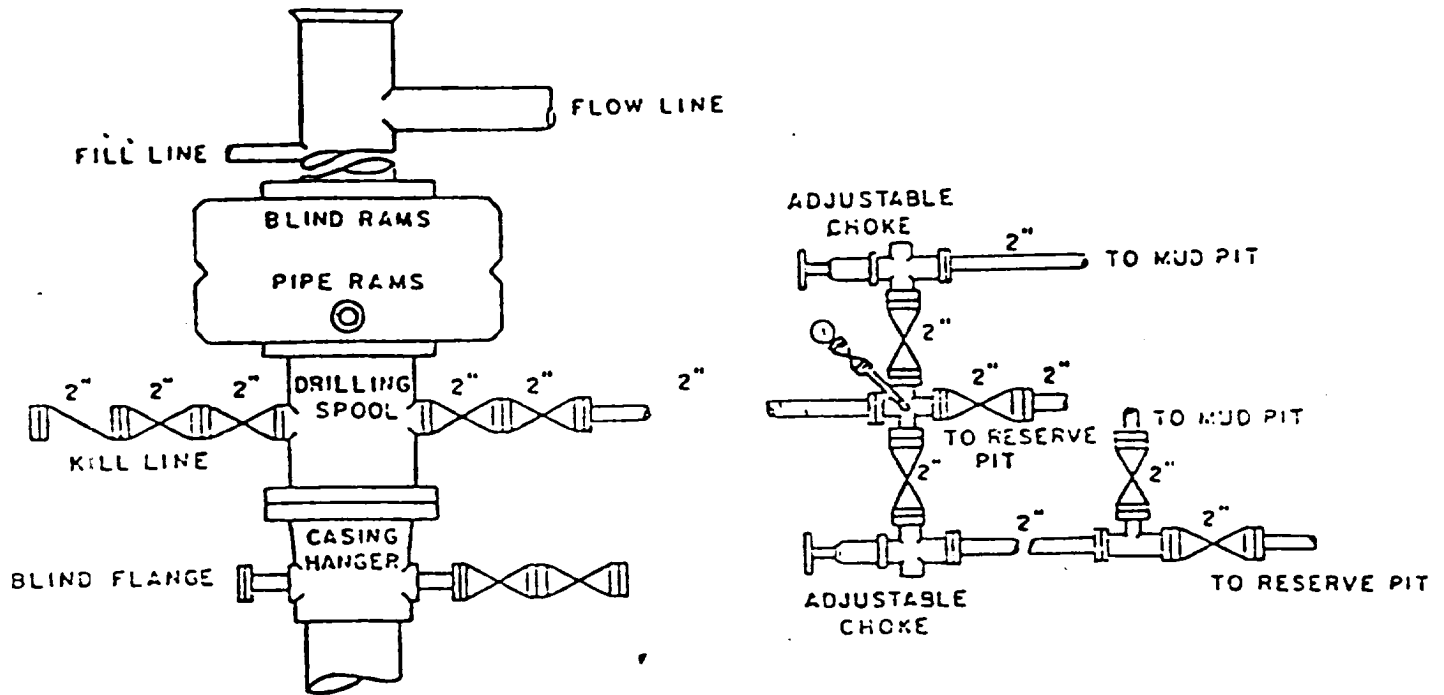 FLOW LINE
FILL LINE
BLIND RAMS
PIPE RAMS
2" 2" 2"
DRILLING
SPOOL
2" 2" 2"
KILL LINE
CASING
HANGER
BLIND FLANGE
ADJUSTABLE
CHOKE
2"
TO MUD PIT
2"
2" 2"
TO RESERVE
PIT
TO MUD PIT
2"
2"
2"
2"
TO RESERVE PIT
ADJUSTABLE
CHOKE